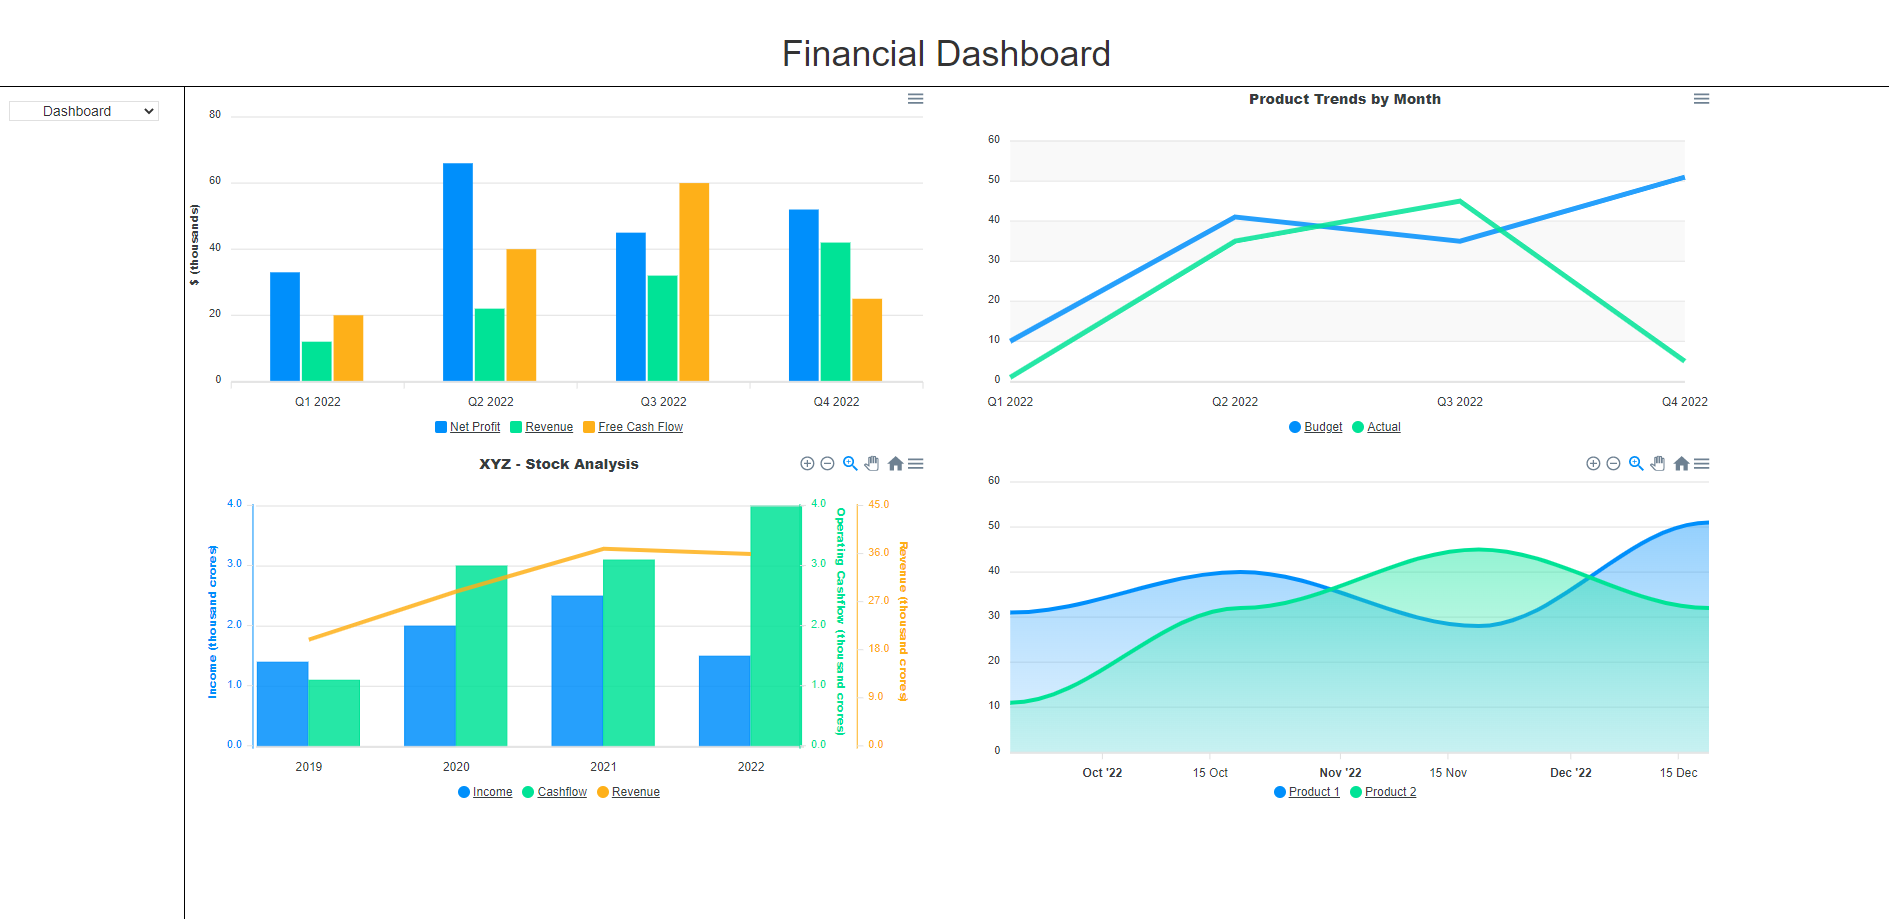 Financial Dashboard
Dashboard
80
60
40
20
0
$ (thousands)
Q1 2022 Q2 2022 Q3 2022 Q4 2022
Net Profit Revenue Free Cash Flow
Product Trends by Month
60
50
40
30
20
10
0
Q1 2022 Q2 2022 Q3 2022 Q4 2022
Budget Actual
XYZ - Stock Analysis
4.0
3.0
2.0
1.0
0.0
Income (thousand crores)
4.0
3.0
2.0
1.0
0.0
Operating Cashflow (thousand crores)
45.0
36.0
27.0
18.0
9.0
0.0
Revenue (thousand crores)
2019 2020 2021 2022
Income Cashflow Revenue
60
50
40
30
20
10
0
Oct '22 15 Oct Nov '22 15 Nov Dec '22 15 Dec
Product 1 Product 2